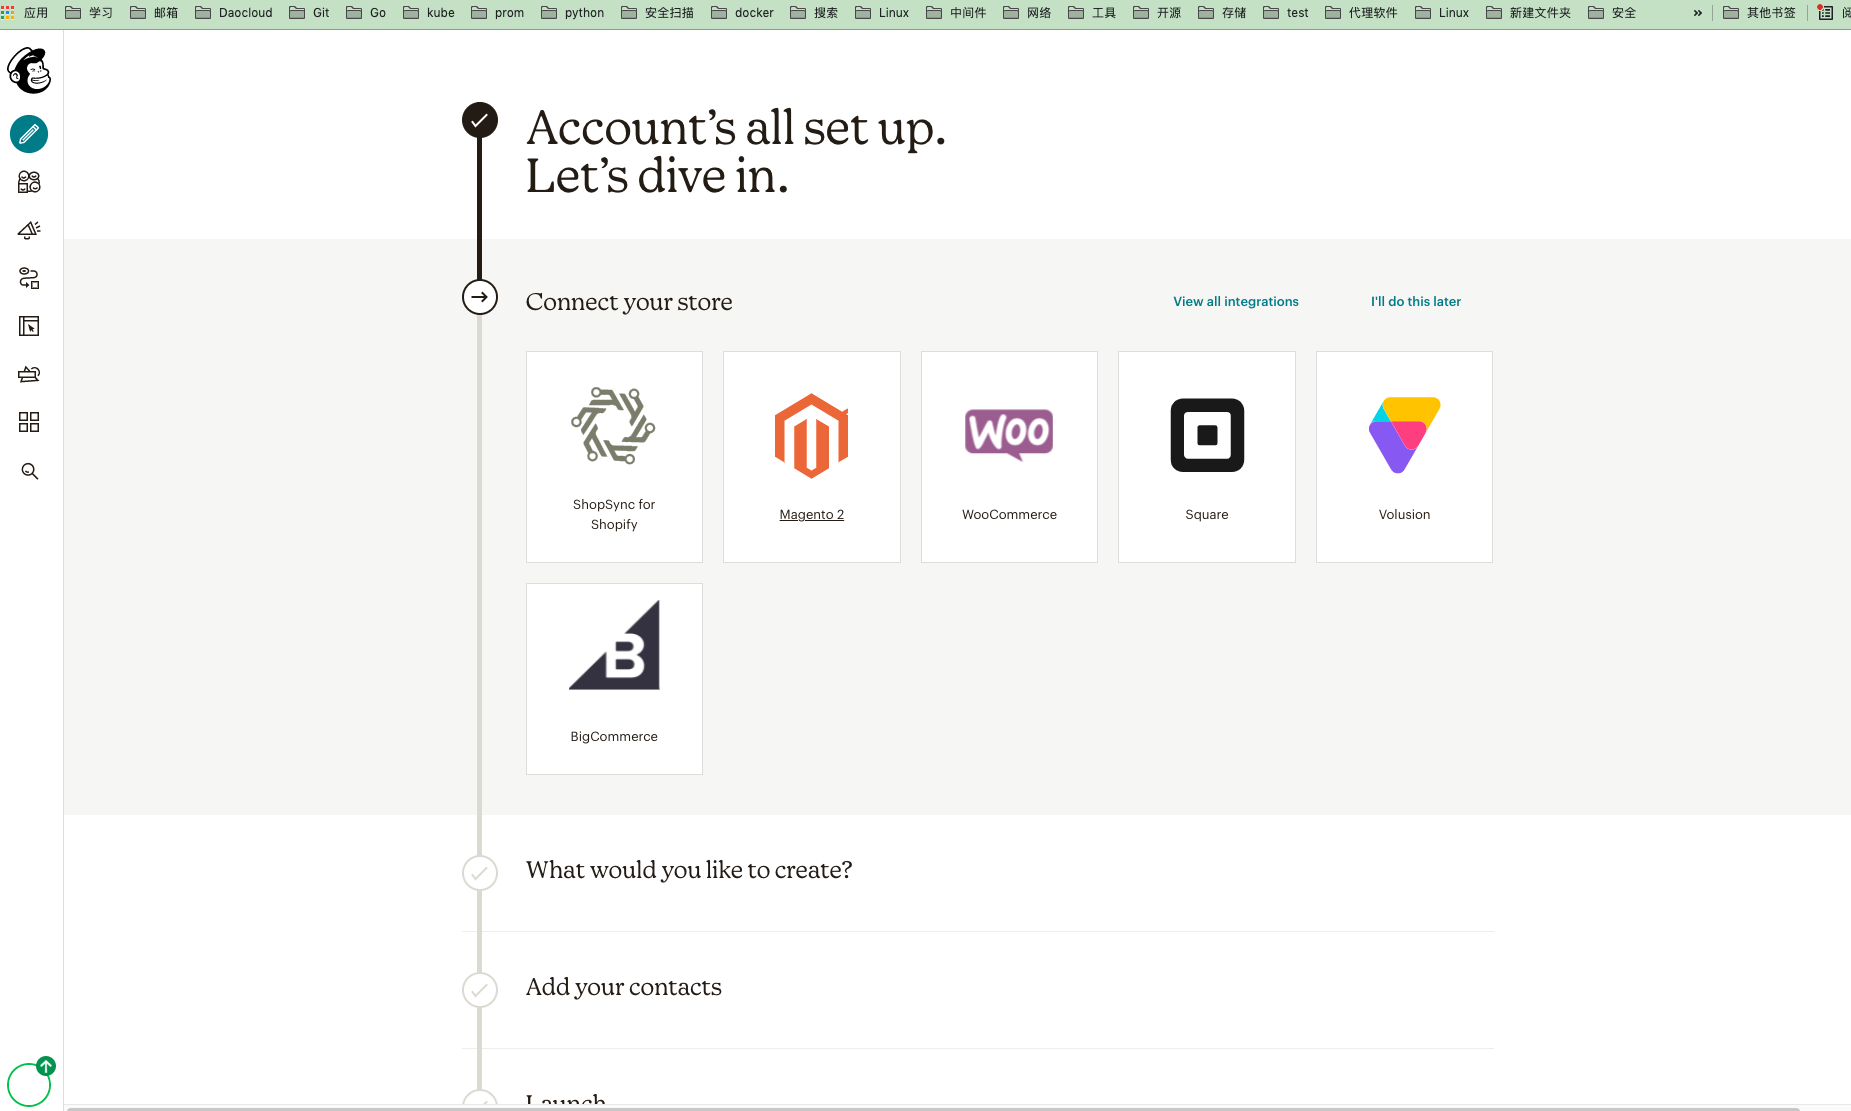 应用 学习 邮箱 Daocloud Git Go kube prom python 安全扫描 docker 搜索 Linux 中间件 网络 工具 开源 存储 test 代理软件 Linux 新建文件夹 安全 » 其他书签
Account’s all set up.
Let’s dive in.
Connect your store View all integrations I'll do this later
WOO
ShopSync for
Shopify
Magento 2 WooCommerce Square Volusion
B
BigCommerce
What would you like to create?
Add your contacts
Launch